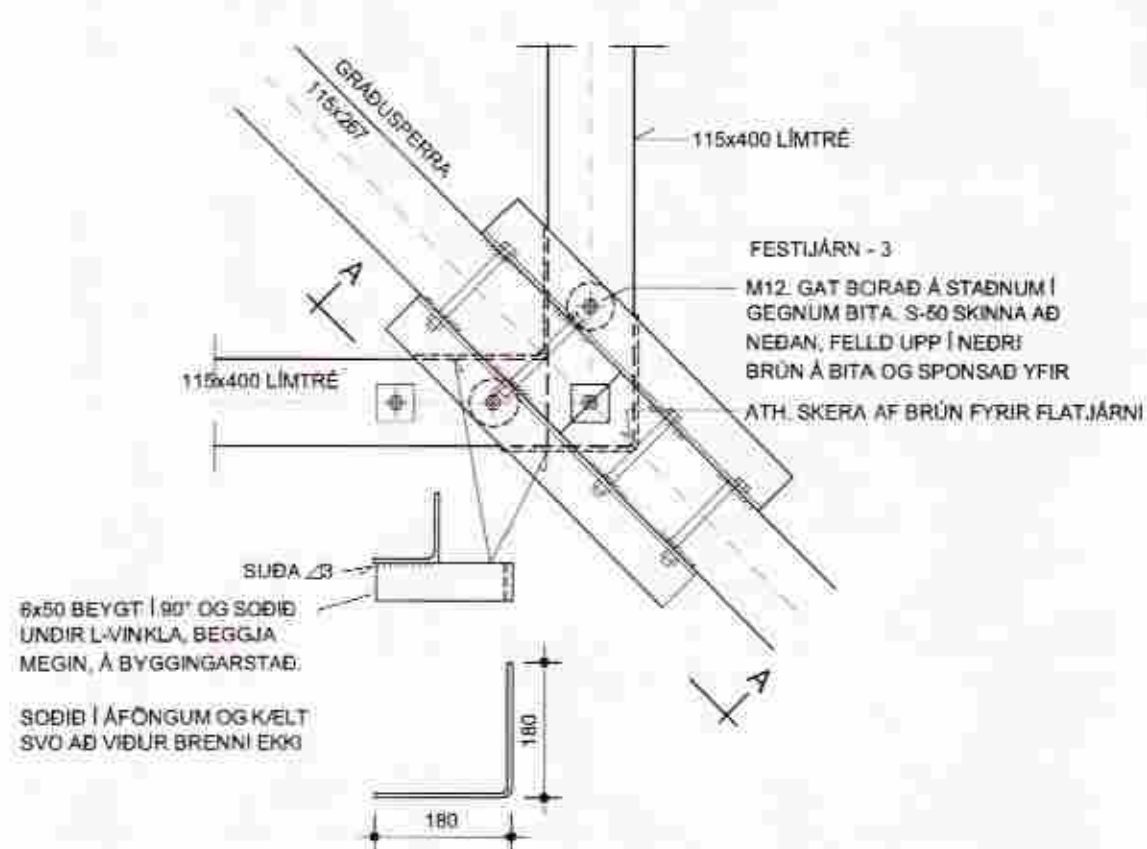 GRÁÐUSPERRA
115x267
115x400 LÍMTRÉ
FESTIJÁRN - 3
M12. GAT BORAÐ Á STAÐNUM Í
GEGNUM BITA. S-50 SKINNA AÐ
NEÐAN, FELLD UPP Í NEÐRI
BRÚN Á BITA OG SPONSAÐ YFIR
ATH. SKERA AF BRÚN FYRIR FLATJÁRNI
A
115x400 LÍMTRÉ
SUÐA 3
6x50 BEYGT Í 90° OG SOÐIÐ
UNDIR L-VINKLA, BEGGJA
MEGIN, Á BYGGINGARSTAÐ.
SOÐIÐ Í ÁFÖNGUM OG KÆLT
SVO AÐ VIÐUR BRENNI EKKI
A
180
180